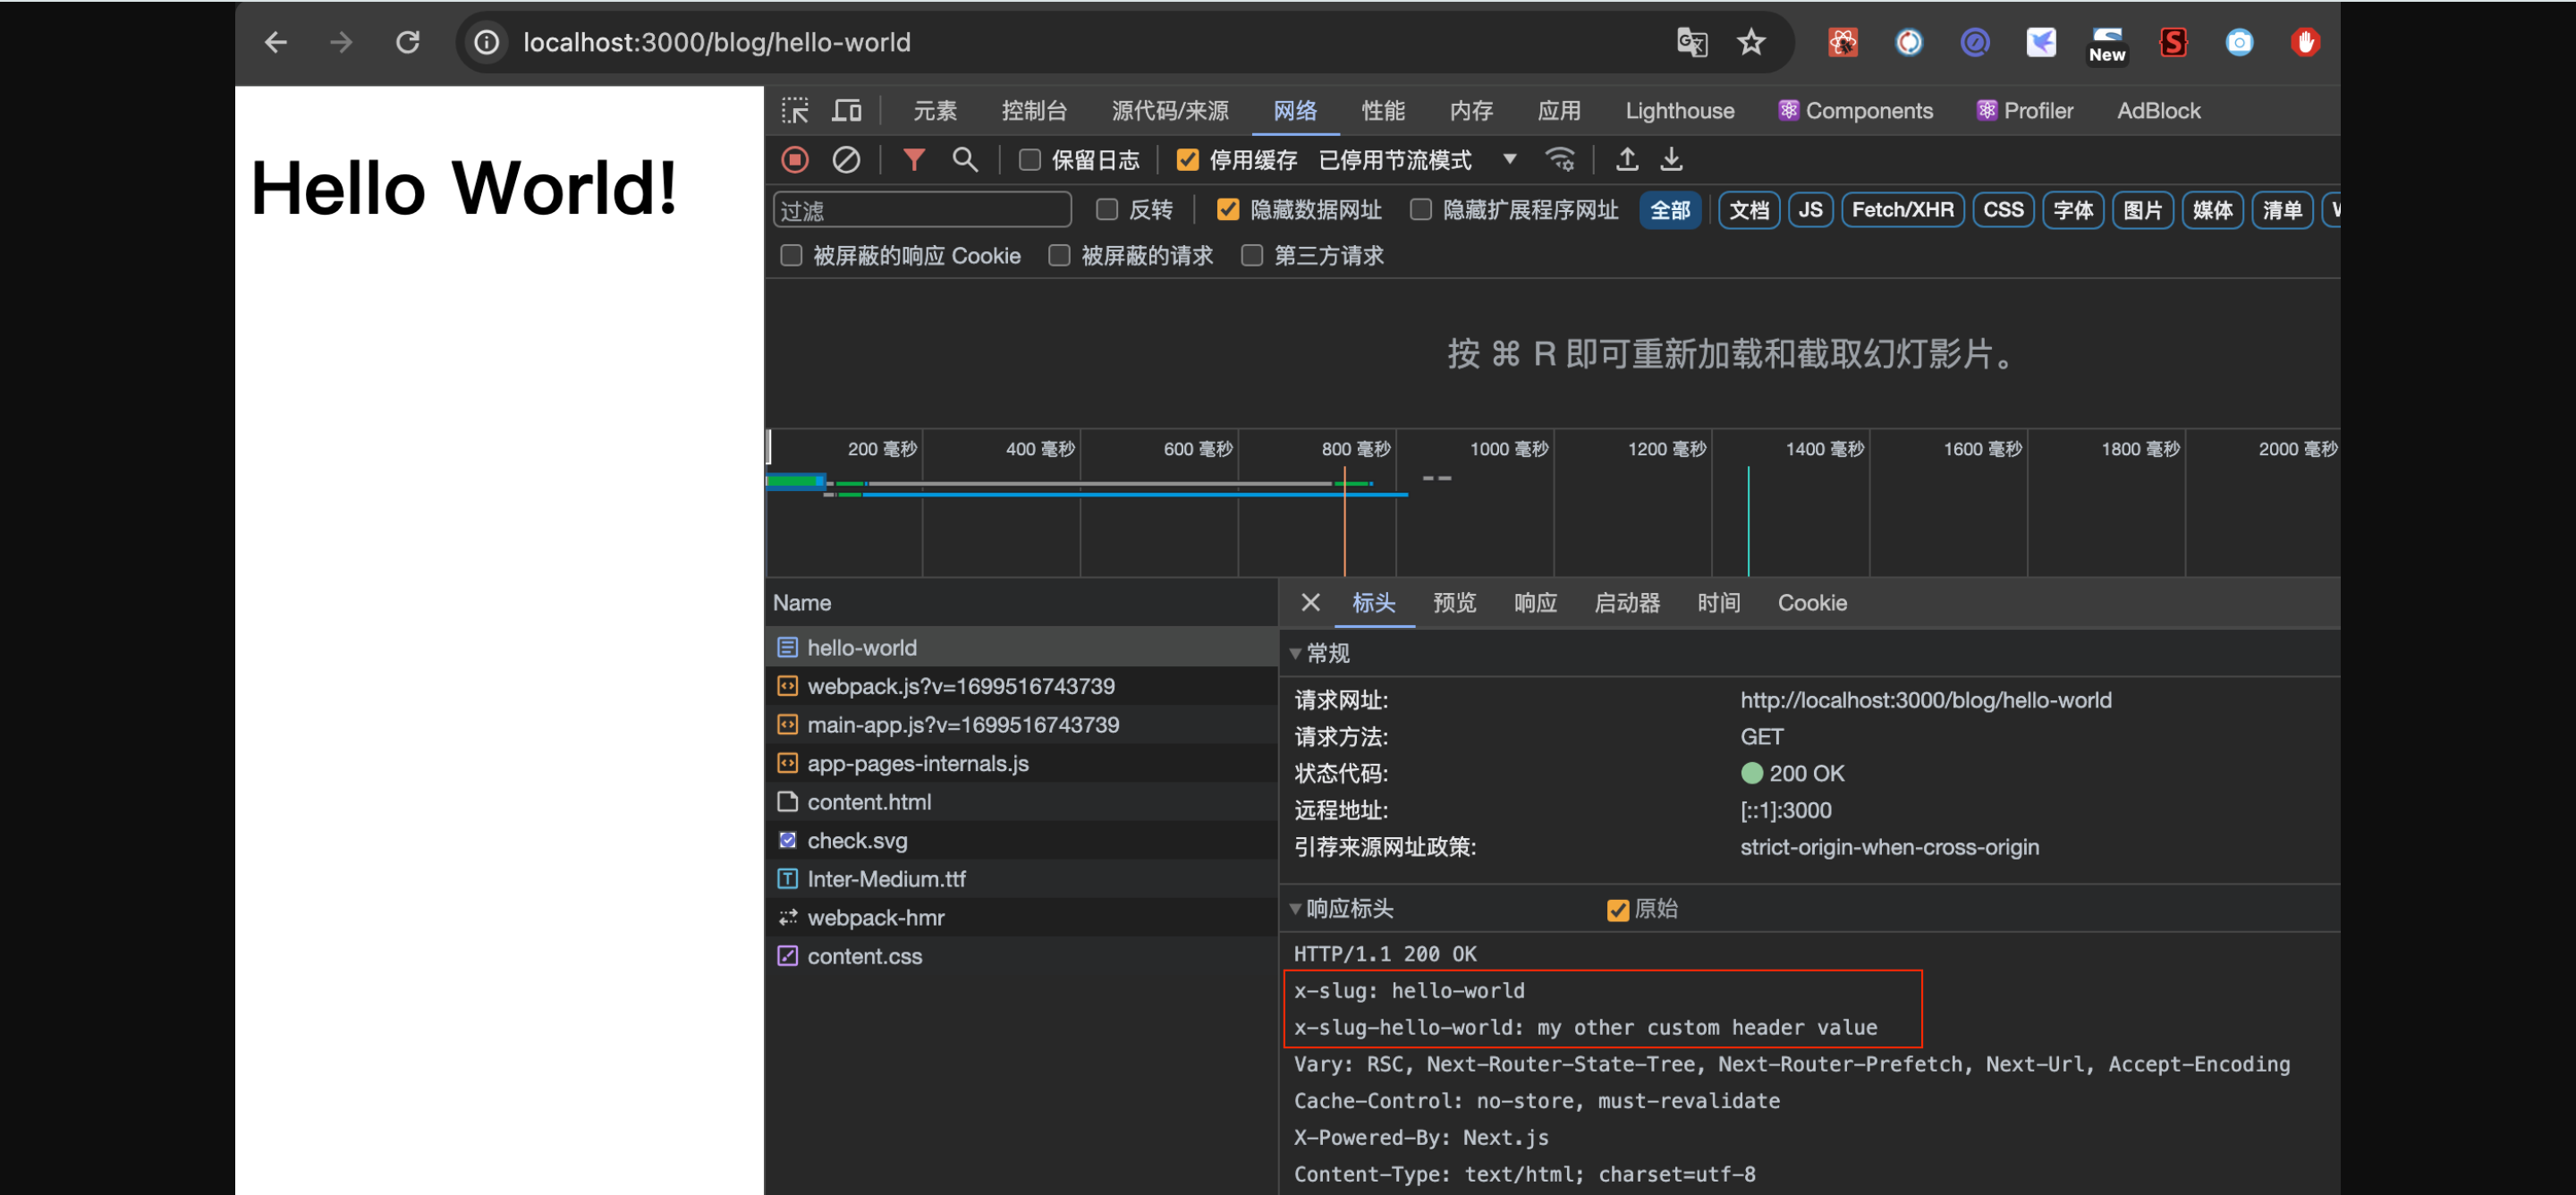 localhost:3000/blog/hello-world
New
Hello World!
元素 控制台 源代码/来源 网络 性能 内存 应用 Lighthouse Components Profiler AdBlock
保留日志 停用缓存 已停用节流模式
过滤 反转 隐藏数据网址 隐藏扩展程序网址 全部 文档 JS Fetch/XHR CSS 字体 图片 媒体 清单
被屏蔽的响应 Cookie 被屏蔽的请求 第三方请求
按 ⌘ R 即可重新加载和截取幻灯影片。
200 毫秒 400 毫秒 600 毫秒 800 毫秒 1000 毫秒 1200 毫秒 1400 毫秒 1600 毫秒 1800 毫秒 2000 毫秒
Name
hello-world
webpack.js?v=1699516743739
main-app.js?v=1699516743739
app-pages-internals.js
content.html
check.svg
Inter-Medium.ttf
webpack-hmr
content.css
标头 预览 响应 启动器 时间 Cookie
常规
请求网址: http://localhost:3000/blog/hello-world
请求方法: GET
状态代码: 200 OK
远程地址: [::1]:3000
引荐来源网址政策: strict-origin-when-cross-origin
响应标头 原始
HTTP/1.1 200 OK
x-slug: hello-world
x-slug-hello-world: my other custom header value
Vary: RSC, Next-Router-State-Tree, Next-Router-Prefetch, Next-Url, Accept-Encoding
Cache-Control: no-store, must-revalidate
X-Powered-By: Next.js
Content-Type: text/html; charset=utf-8